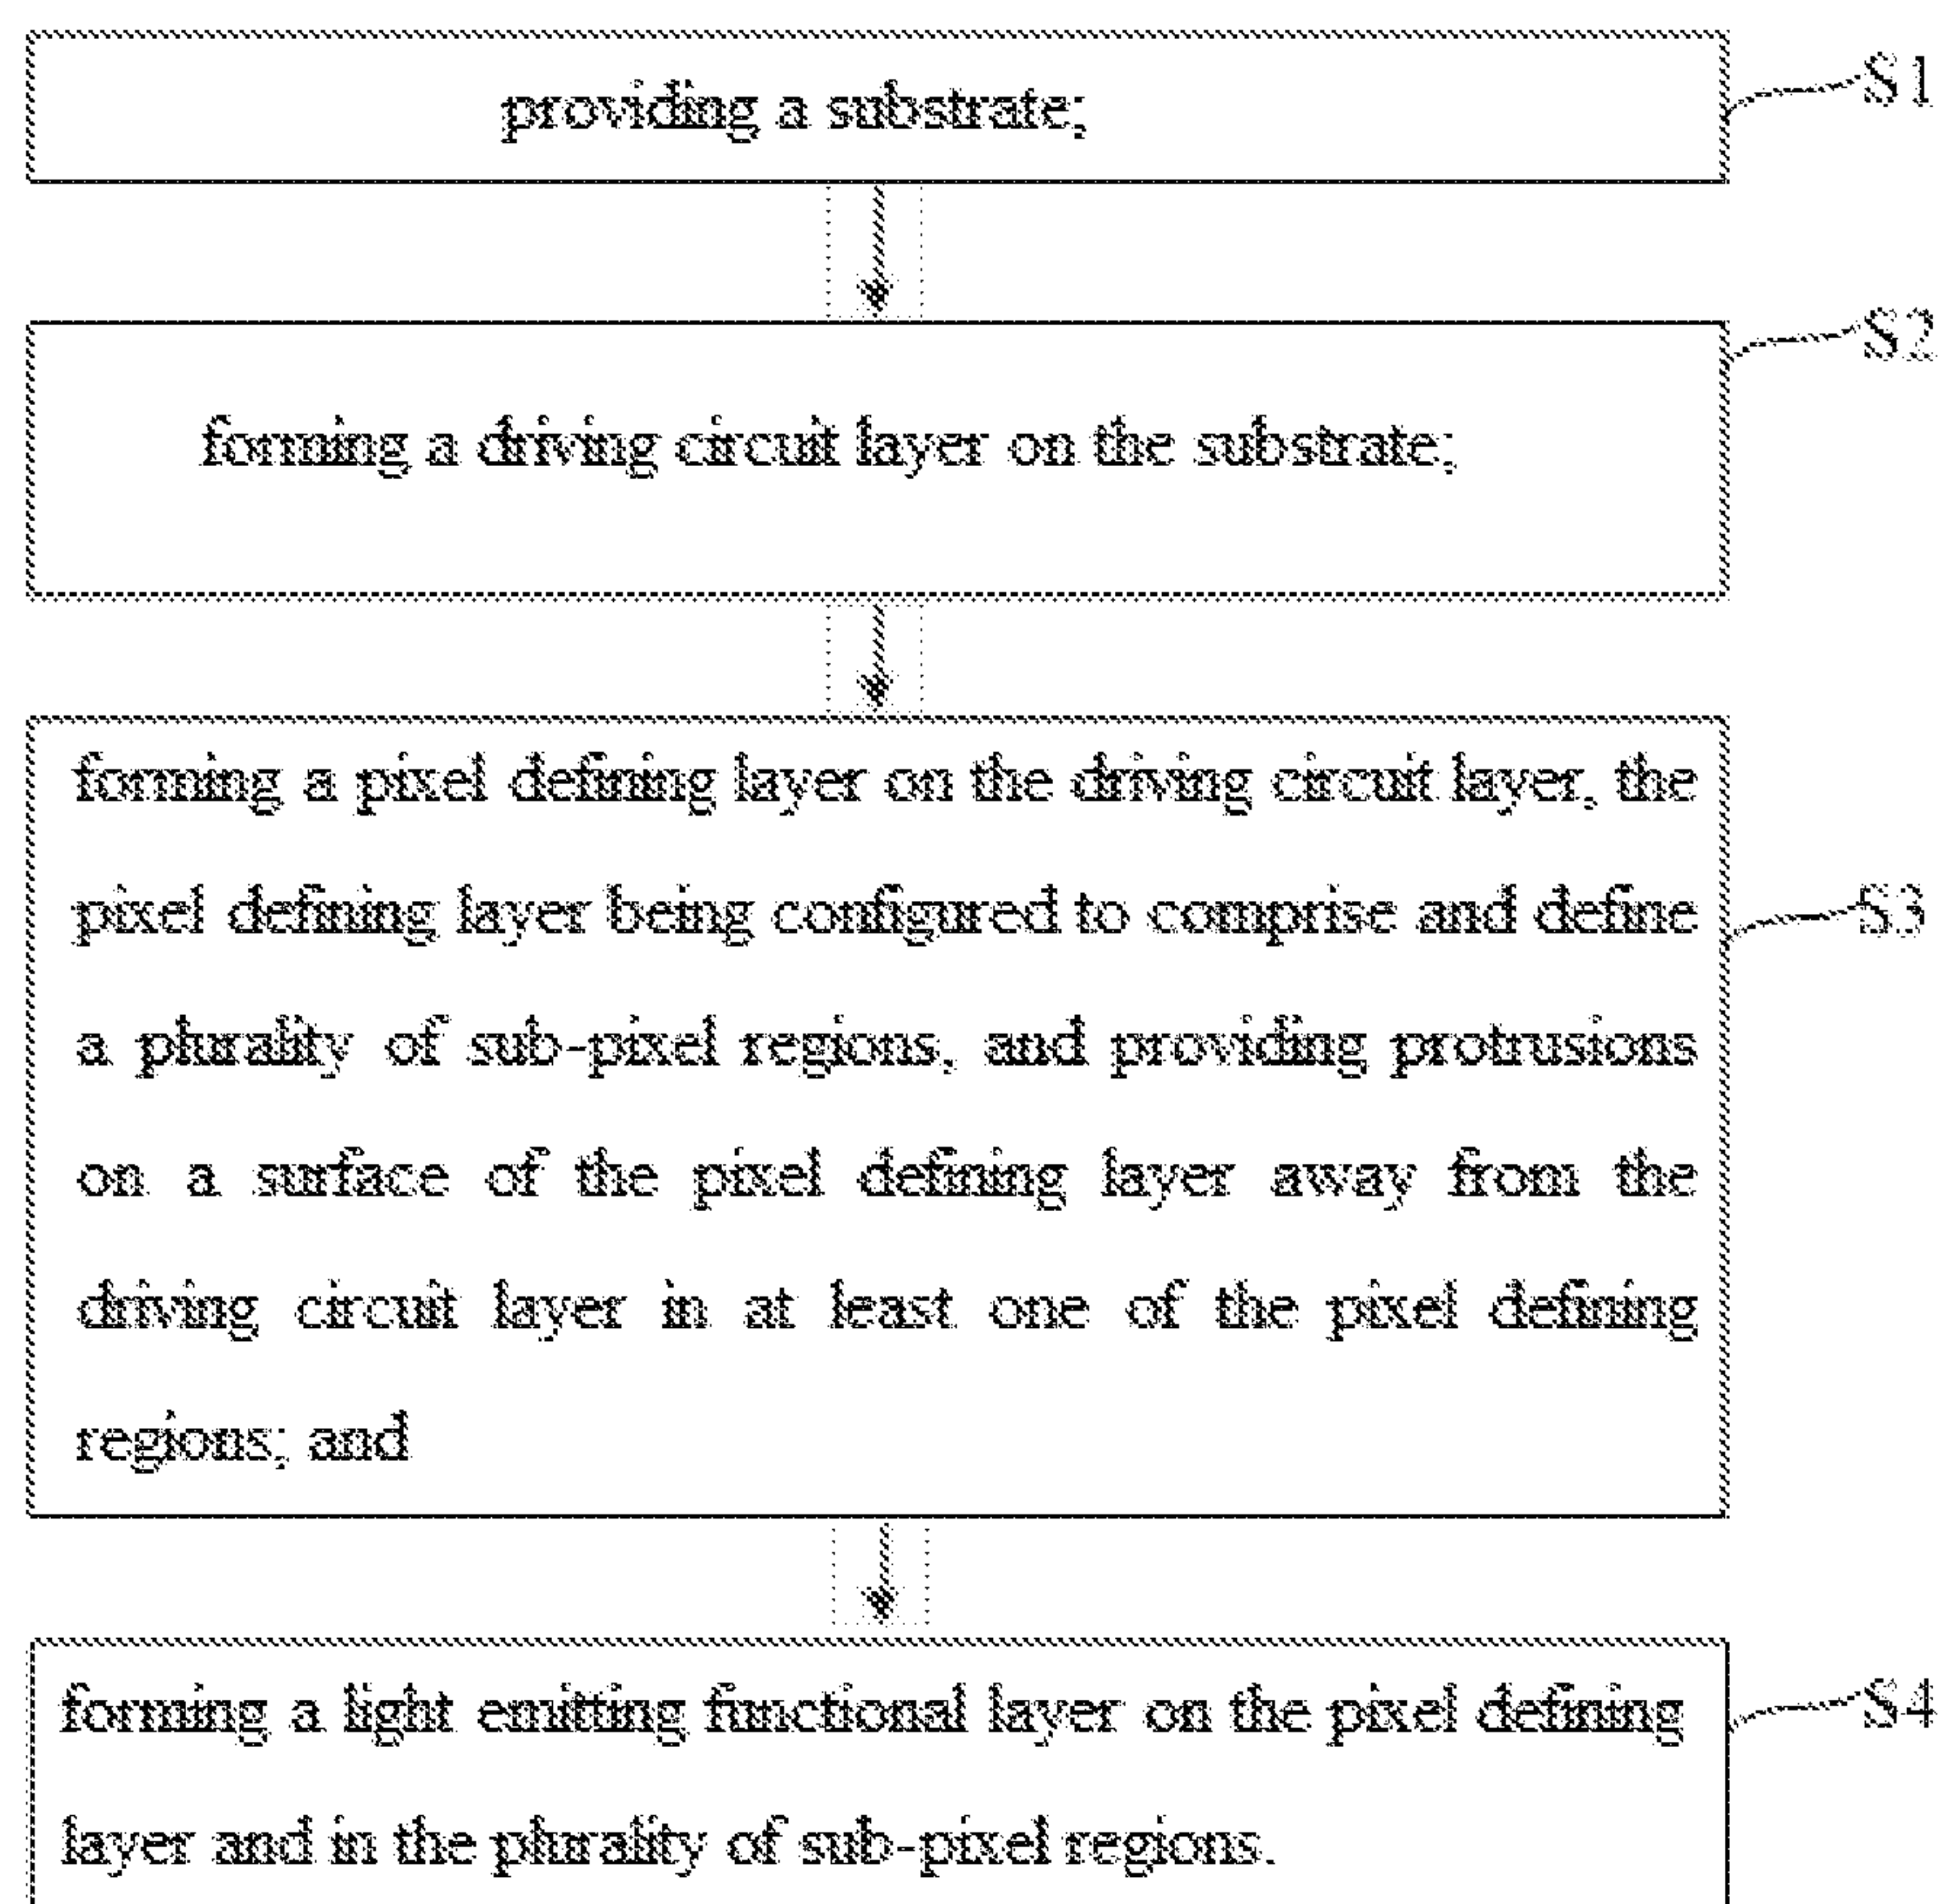 providing a substrate;
S1
forming a driving circuit layer on the substrate;
S2
forming a pixel defining layer on the driving circuit layer, the
pixel defining layer being configured to comprise and define
a plurality of sub-pixel regions, and providing protrusions
on a surface of the pixel defining layer away from the
driving circuit layer in at least one of the pixel defining
regions; and
S3
forming a light emitting functional layer on the pixel defining
layer and in the plurality of sub-pixel regions.
S4